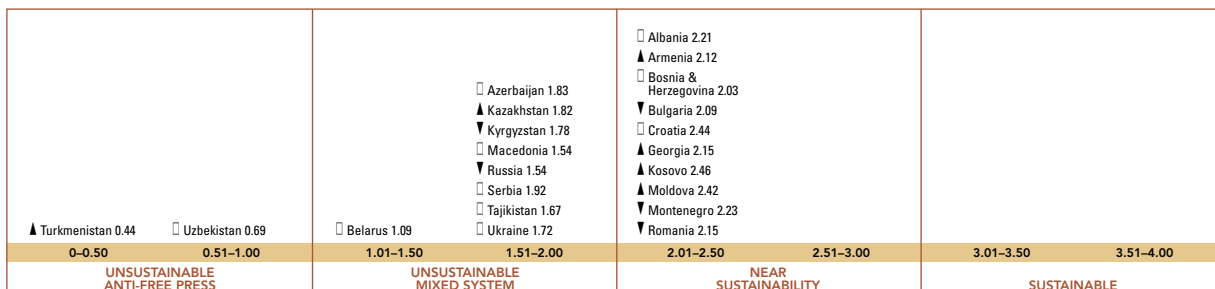 □ Albania 2.21
▲ Armenia 2.12
□ Bosnia &
Herzegovina 2.03
▼ Bulgaria 2.09
□ Croatia 2.44
▲ Georgia 2.15
▲ Kosovo 2.46
▲ Moldova 2.42
▼ Montenegro 2.23
▼ Romania 2.15
□ Azerbaijan 1.83
▲ Kazakhstan 1.82
▼ Kyrgyzstan 1.78
□ Macedonia 1.54
▼ Russia 1.54
□ Serbia 1.92
□ Tajikistan 1.67
□ Ukraine 1.72
▲ Turkmenistan 0.44
□ Uzbekistan 0.69
□ Belarus 1.09
0–0.50
0.51–1.00
1.01–1.50
1.51–2.00
2.01–2.50
2.51–3.00
3.01–3.50
3.51–4.00
UNSUSTAINABLE
ANTI-FREE PRESS
UNSUSTAINABLE
MIXED SYSTEM
NEAR
SUSTAINABILITY
SUSTAINABLE